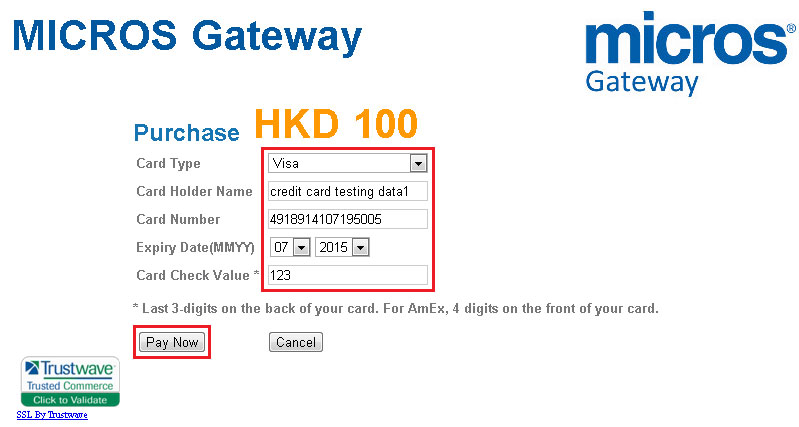 MICROS Gateway
micros®
Gateway
Purchase HKD 100
Card Type Visa
Card Holder Name credit card testing data1
Card Number 4918914107195005
Expiry Date(MMYY) 07 2015
Card Check Value * 123
* Last 3-digits on the back of your card. For AmEx, 4 digits on the front of your card.
Pay Now Cancel
Trustwave®
Trusted Commerce
Click to Validate
SSL By Trustwave